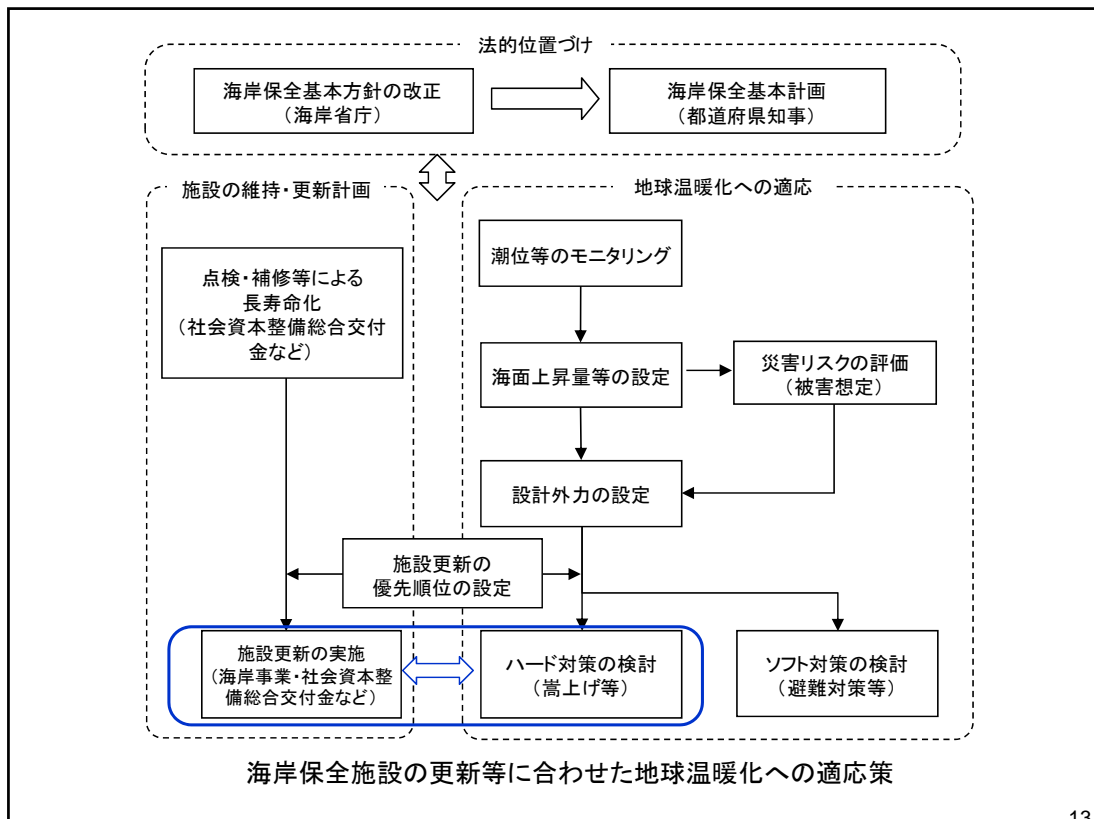 法的位置づけ
海岸保全基本方針の改正
（海岸省庁）
海岸保全基本計画
（都道府県知事）
施設の維持・更新計画
点検・補修等による
長寿命化
（社会資本整備総合交付
金など）
地球温暖化への適応
潮位等のモニタリング
海面上昇量等の設定
災害リスクの評価
（被害想定）
設計外力の設定
施設更新の
優先順位の設定
施設更新の実施
（海岸事業・社会資本整
備総合交付金など）
ハード対策の検討
（嵩上げ等）
ソフト対策の検討
（避難対策等）
海岸保全施設の更新等に合わせた地球温暖化への適応策
13